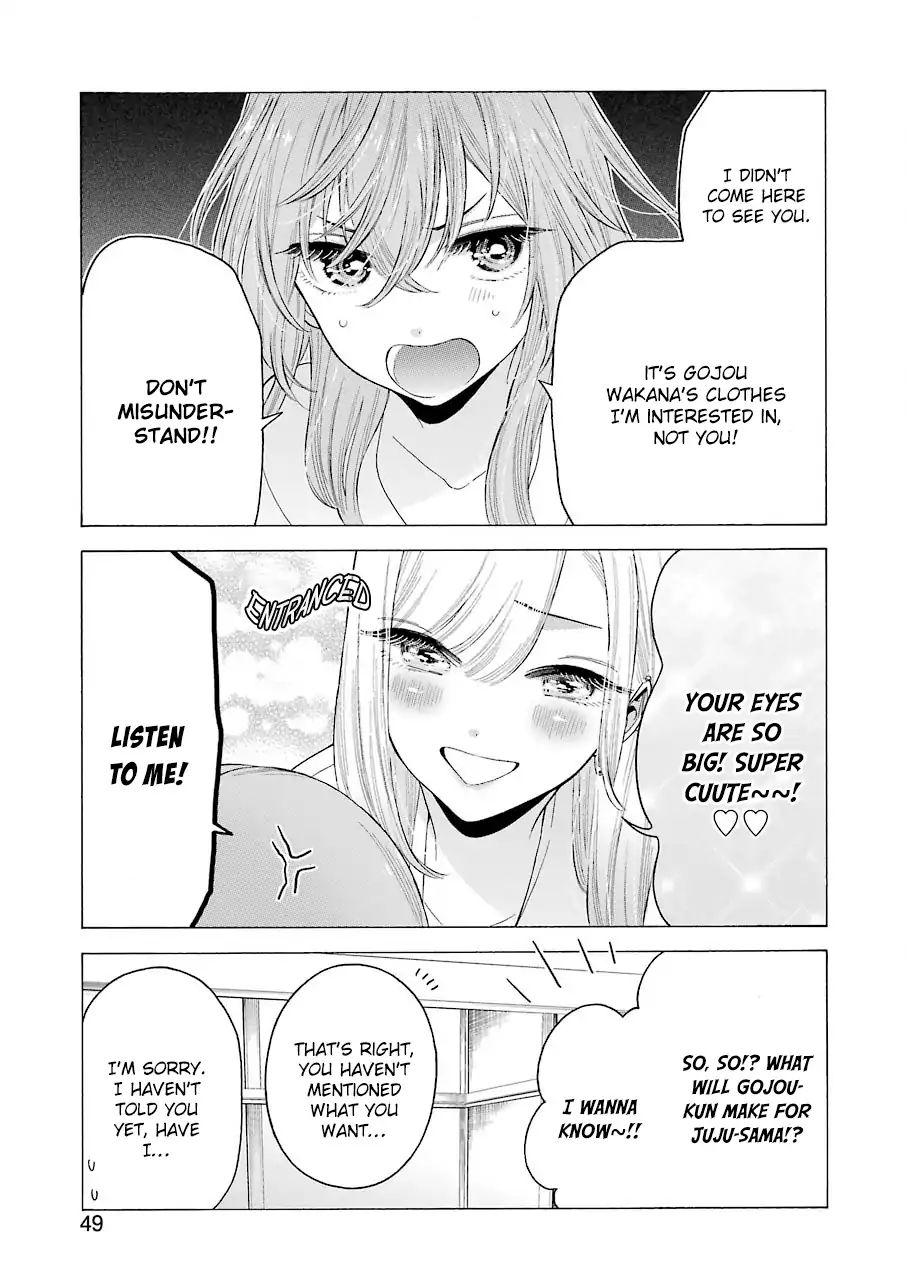 I DIDN'T
COME HERE
TO SEE YOU.
IT'S GOJOU
WAKANA'S CLOTHES
I'M INTERESTED IN,
NOT YOU!
DON'T
MISUNDER-
STAND!!
YOUR EYES
ARE SO
BIG! SUPER
CUUTE~~!
♡♡
ENTRANCED
LISTEN
TO ME!
SO, SO!? WHAT
WILL GOJOU-
KUN MAKE FOR
JUJU-SAMA!?
I WANNA
KNOW~!!
THAT'S RIGHT,
YOU HAVEN'T
MENTIONED
WHAT YOU
WANT...
I'M SORRY.
I HAVEN'T
TOLD YOU
YET, HAVE
I...
49